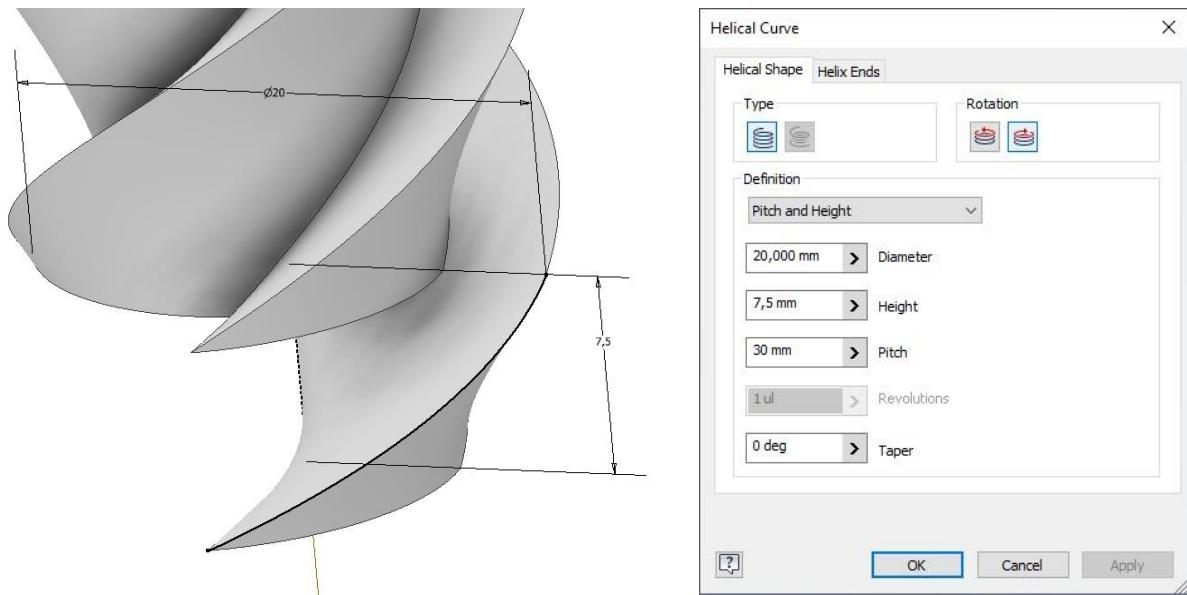 Ø20
7,5
Helical Curve
Helical Shape
Helix Ends
Type
Rotation
Definition
Pitch and Height
20,000 mm
Diameter
7,5 mm
Height
30 mm
Pitch
1 ul
Revolutions
0 deg
Taper
?
OK
Cancel
Apply